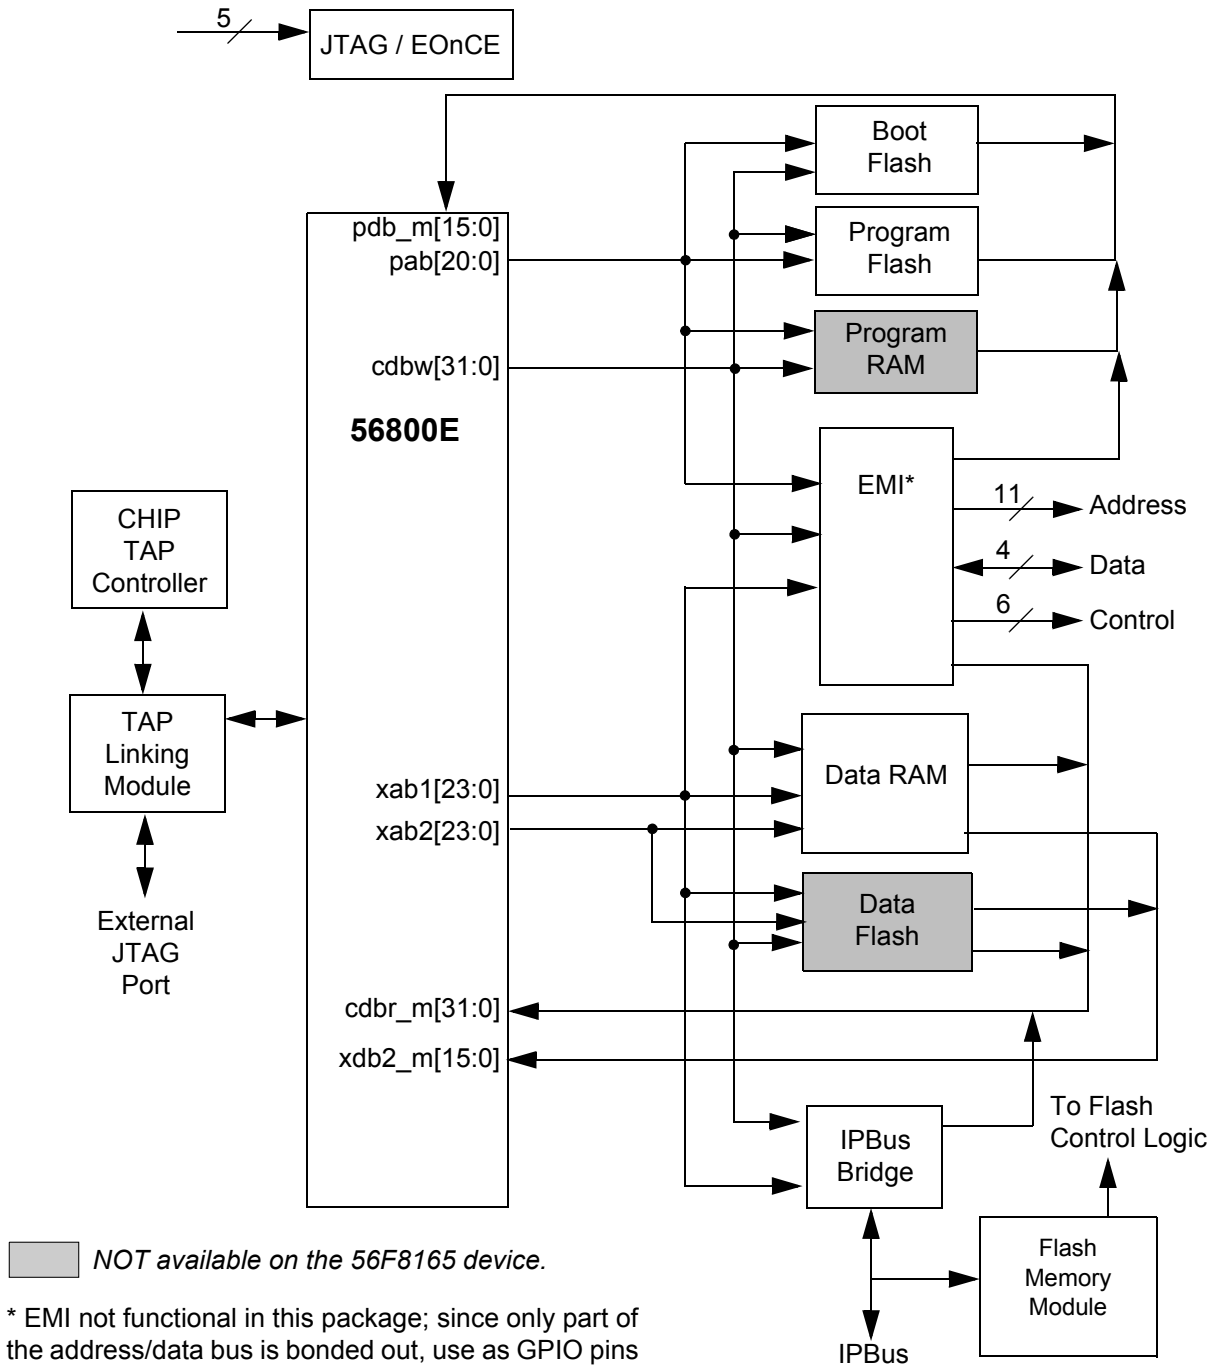 5
JTAG / EOnCE
Boot
Flash
pdb_m[15:0]
pab[20:0]
Program
Flash
Program
RAM
cdbw[31:0]
56800E
EMI*
11
Address
4
Data
6
Control
CHIP
TAP
Controller
TAP
Linking
Module
External
JTAG
Port
xab1[23:0]
xab2[23:0]
Data RAM
Data
Flash
cdbr_m[31:0]
xdb2_m[15:0]
IPBus
Bridge
To Flash
Control Logic
Flash
Memory
Module
IPBus
NOT available on the 56F8165 device.
* EMI not functional in this package; since only part of
the address/data bus is bonded out, use as GPIO pins